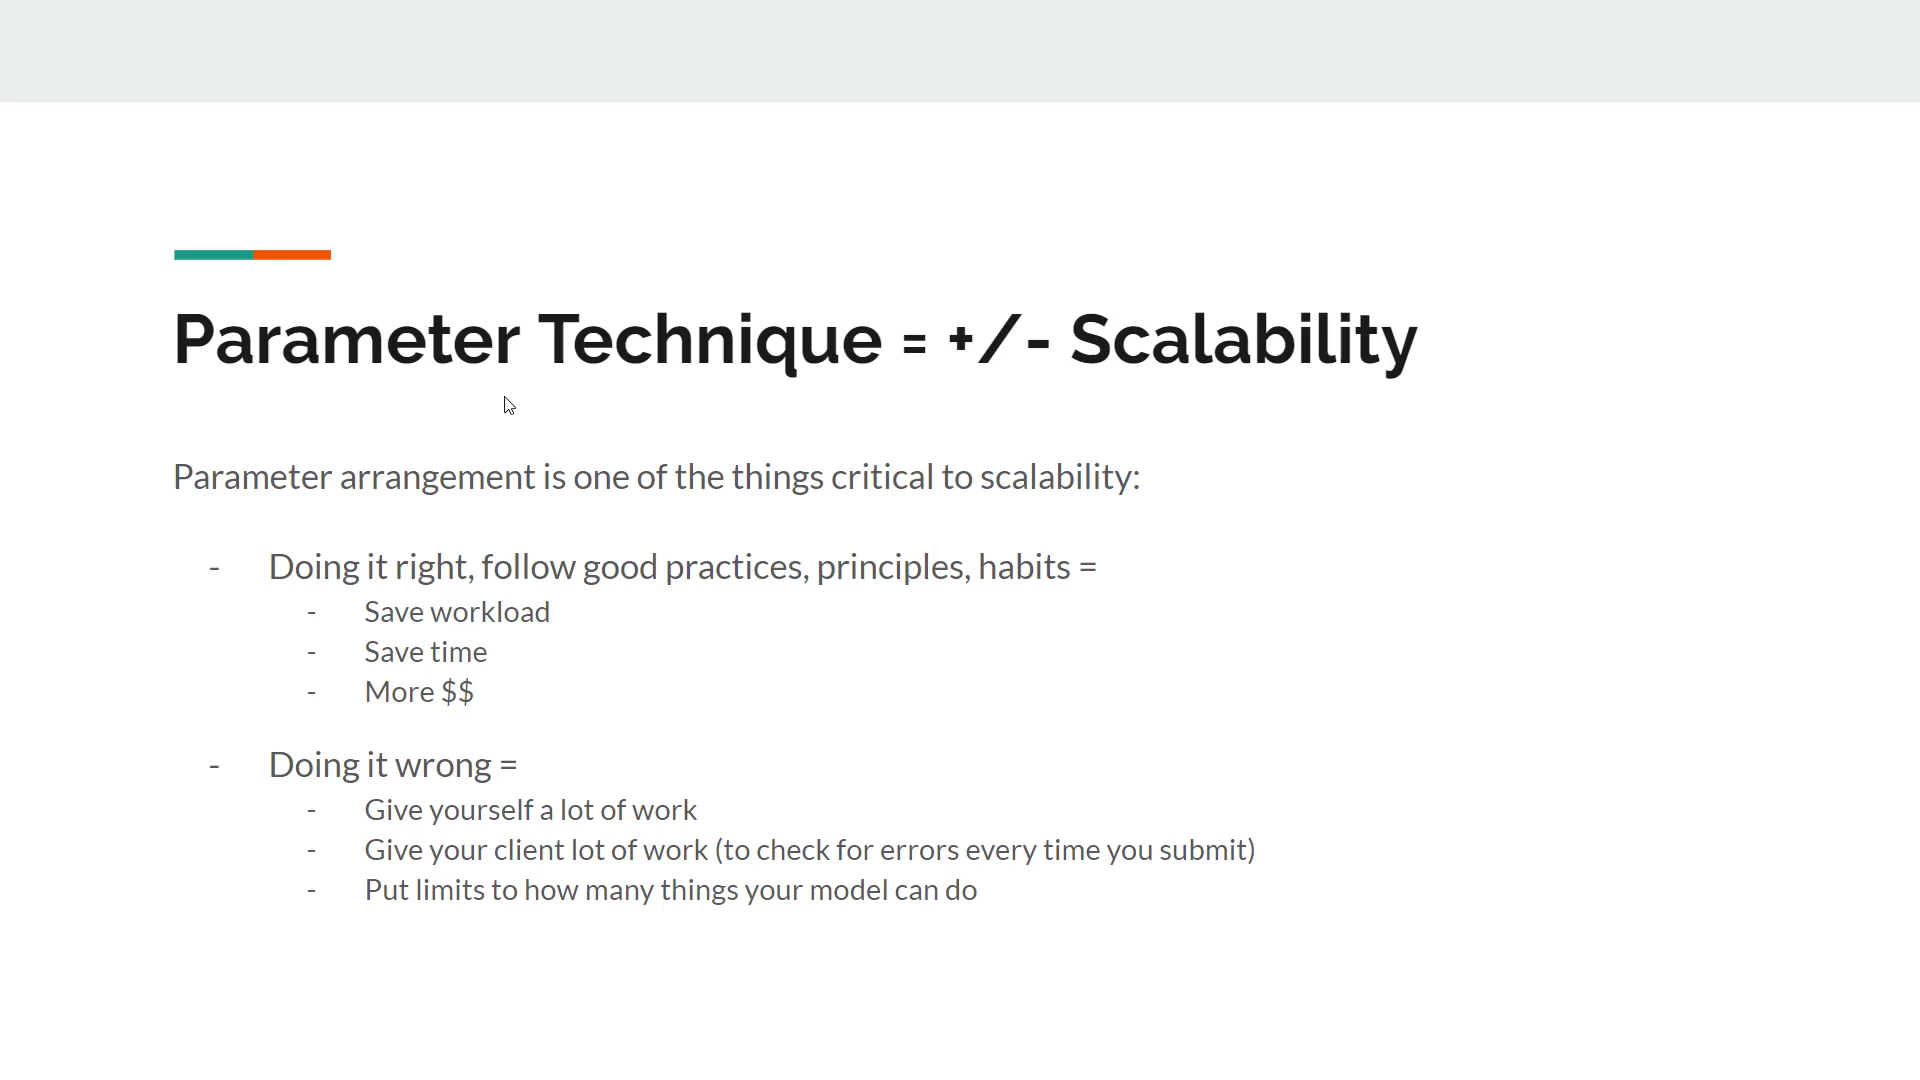 Parameter Technique = +/- Scalability
Parameter arrangement is one of the things critical to scalability:
- Doing it right, follow good practices, principles, habits =
- Save workload
- Save time
- More $$
- Doing it wrong =
- Give yourself a lot of work
- Give your client lot of work (to check for errors every time you submit)
- Put limits to how many things your model can do